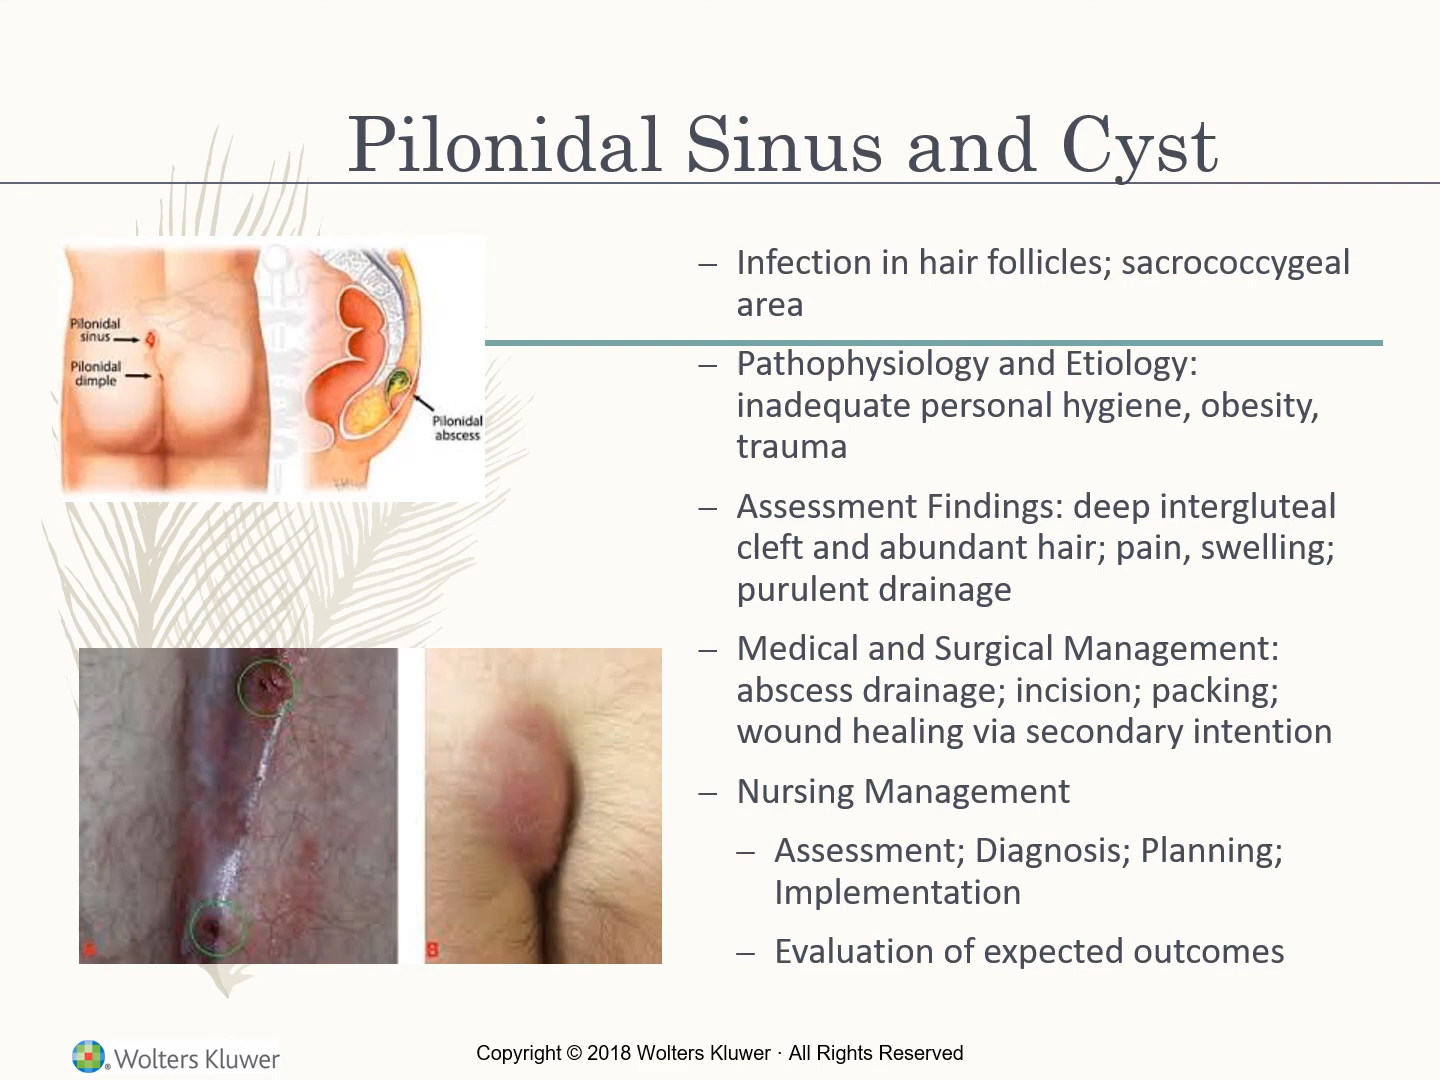 Pilonidal Sinus and Cyst
Pilonidal
sinus
Pilonidal
dimple
Pilonidal
abscess
– Infection in hair follicles; sacrococcygeal
area
– Pathophysiology and Etiology:
inadequate personal hygiene, obesity,
trauma
– Assessment Findings: deep intergluteal
cleft and abundant hair; pain, swelling;
purulent drainage
– Medical and Surgical Management:
abscess drainage; incision; packing;
wound healing via secondary intention
– Nursing Management
– Assessment; Diagnosis; Planning;
Implementation
– Evaluation of expected outcomes
A
B
Wolters Kluwer
Copyright © 2018 Wolters Kluwer · All Rights Reserved